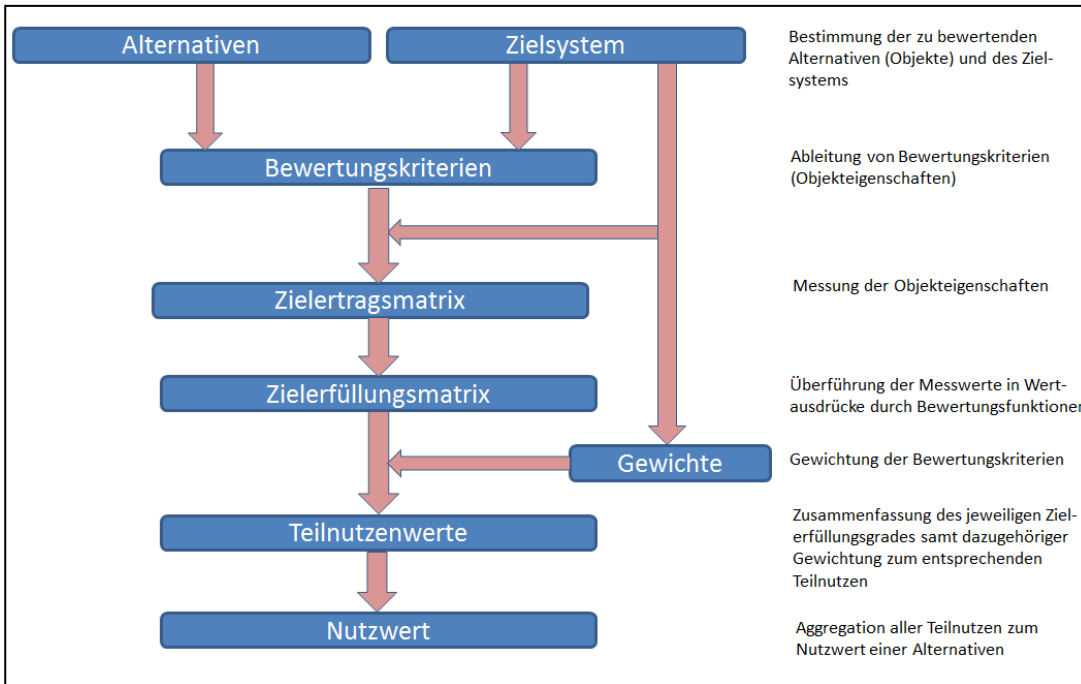 Alternativen
Zielsystem
Bestimmung der zu bewertenden
Alternativen (Objekte) und des Ziel-
systems
Bewertungskriterien
Ableitung von Bewertungskriterien
(Objekteigenschaften)
Zielertragsmatrix
Messung der Objekteigenschaften
Zielerfüllungsmatrix
Überführung der Messwerte in Wert-
ausdrücke durch Bewertungsfunktionen
Gewichte
Gewichtung der Bewertungskriterien
Teilnutzenwerte
Zusammenfassung des jeweiligen Ziel-
erfüllungsgrades samt dazugehöriger
Gewichtung zum entsprechenden
Teilnutzen
Nutzwert
Aggregation aller Teilnutzen zum
Nutzwert einer Alternativen